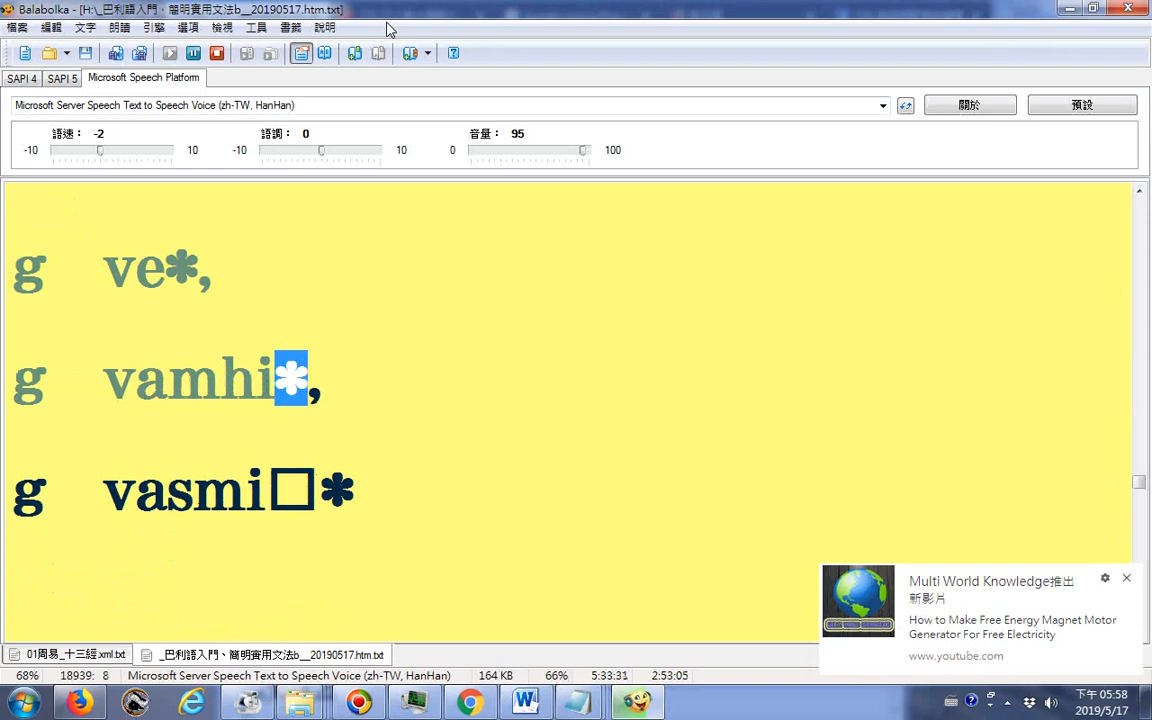 Balabolka - [H:\_巴利語入門、簡明實用文法b__20190517.htm.txt]
檔案 編輯 文字 朗讀 引擎 選項 檢視 工具 書籤 說明
SAPI 4 SAPI 5 Microsoft Speech Platform
Microsoft Server Speech Text to Speech Voice (zh-TW, HanHan) 關於 預設
語速： -2 語調： 0 音量： 95
-10 10 -10 10 0 100
g ve*,
g vamhi*,
g vasmi□*
Multi World Knowledge推出
新影片
How to Make Free Energy Magnet Motor
Generator For Free Electricity
www.youtube.com
01周易_十三經.xml.txt _巴利語入門、簡明實用文法b__20190517.htm.txt
68% 18939: 8 Microsoft Server Speech Text to Speech Voice (zh-TW, HanHan) 164 KB 66% 5:33:31 2:53:05
下午 05:58
2019/5/17